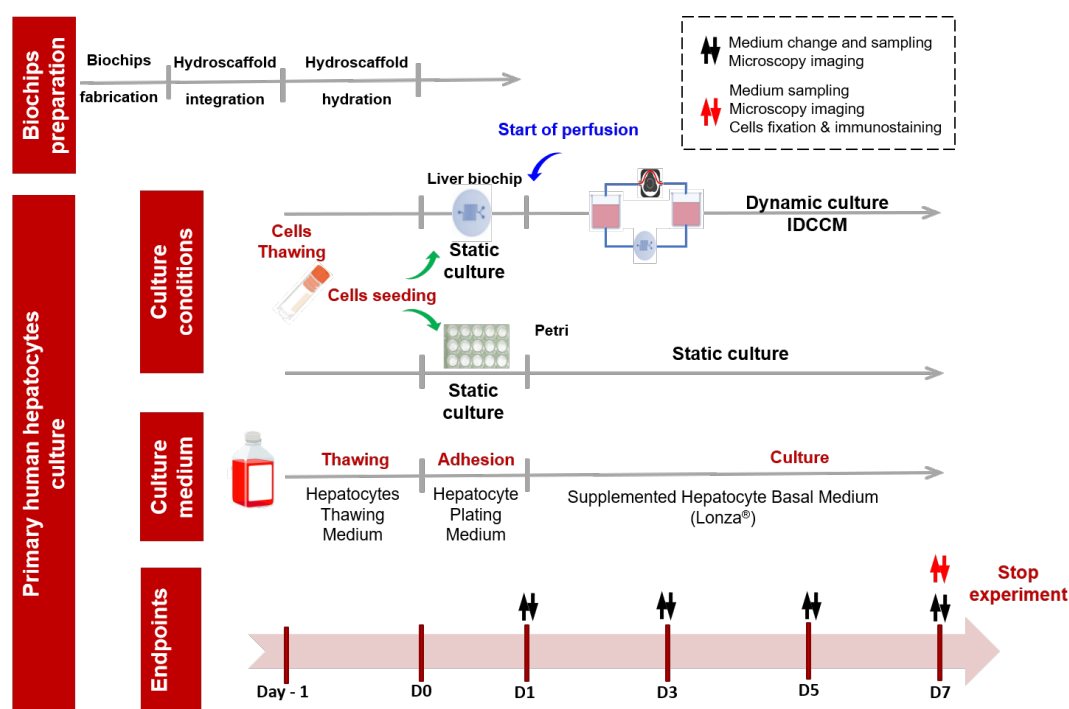 Biochips
preparation
Biochips
fabrication
Hydroscaffold
integration
Hydroscaffold
hydration
Medium change and sampling
Microscopy imaging
Medium sampling
Microscopy imaging
Cells fixation & immunostaining
Start of perfusion
Primary human hepatocytes
culture
Culture
conditions
Liver biochip
Static
culture
Dynamic culture
IDCCM
Cells
Thawing
Cells seeding
Petri
Static
culture
Static culture
Culture
medium
Thawing
Adhesion
Culture
Hepatocytes
Thawing
Medium
Hepatocyte
Plating
Medium
Supplemented Hepatocyte Basal Medium
(Lonza®)
Endpoints
Stop
experiment
Day - 1
D0
D1
D3
D5
D7